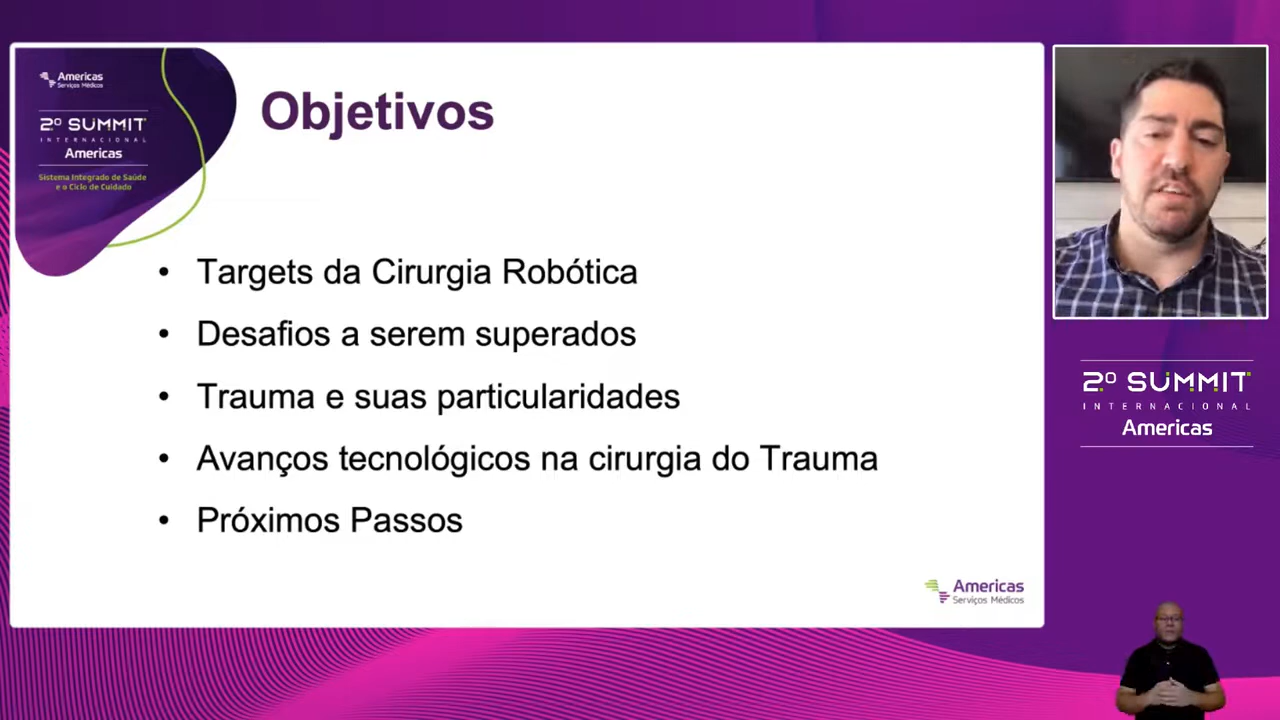 Americas
Serviços Médicos
2º SUMMIT
INTERNACIONAL
Americas
Sistema Integrado de Saúde
e o Ciclo de Cuidado
Objetivos
• Targets da Cirurgia Robótica
• Desafios a serem superados
• Trauma e suas particularidades
• Avanços tecnológicos na cirurgia do Trauma
• Próximos Passos
Americas
Serviços Médicos
2º SUMMIT
INTERNACIONAL
Americas